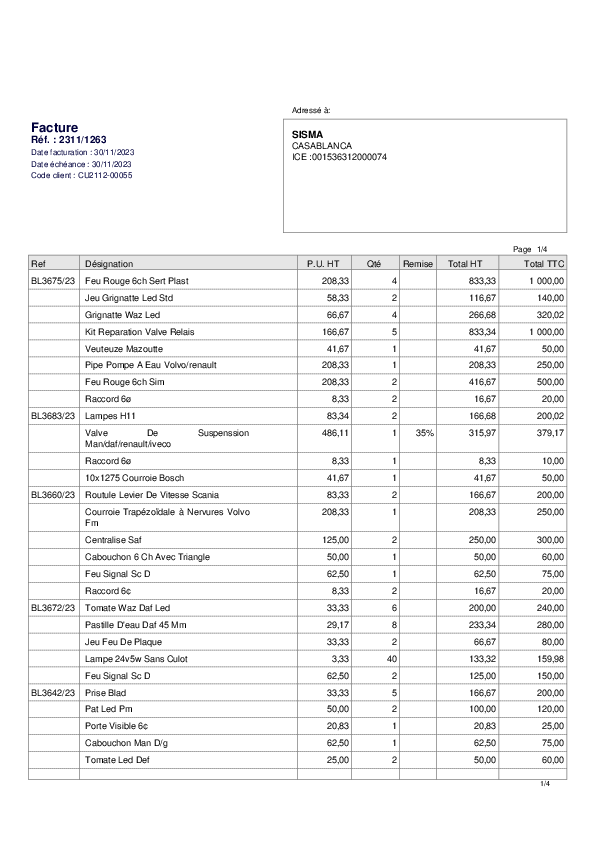 Adressé à:
Facture
Réf. : 2311/1263
Date facturation : 30/11/2023
Date échéance : 30/11/2023
Code client : CU2112-00055
SISMA
CASABLANCA
ICE :001536312000074
Page 1/4
Ref Désignation P.U. HT Qté Remise Total HT Total TTC
BL3675/23 Feu Rouge 6ch Sert Plast 208,33 4 833,33 1 000,00
Jeu Grignatte Led Std 58,33 2 116,67 140,00
Grignatte Waz Led 66,67 4 266,68 320,02
Kit Reparation Valve Relais 166,67 5 833,34 1 000,00
Veuteuze Mazoutte 41,67 1 41,67 50,00
Pipe Pompe A Eau Volvo/renault 208,33 1 208,33 250,00
Feu Rouge 6ch Sim 208,33 2 416,67 500,00
Raccord 6ø 8,33 2 16,67 20,00
BL3683/23 Lampes H11 83,34 2 166,68 200,02
Valve De Suspenssion 486,11 1 35% 315,97 379,17
Man/daf/renault/iveco
Raccord 6ø 8,33 1 8,33 10,00
10x1275 Courroie Bosch 41,67 1 41,67 50,00
BL3660/23 Routule Levier De Vitesse Scania 83,33 2 166,67 200,00
Courroie Trapézoïdale à Nervures Volvo 208,33 1 208,33 250,00
Fm
Centralise Saf 125,00 2 250,00 300,00
Cabouchon 6 Ch Avec Triangle 50,00 1 50,00 60,00
Feu Signal Sc D 62,50 1 62,50 75,00
Raccord 6¢ 8,33 2 16,67 20,00
BL3672/23 Tomate Waz Daf Led 33,33 6 200,00 240,00
Pastille D'eau Daf 45 Mm 29,17 8 233,34 280,00
Jeu Feu De Plaque 33,33 2 66,67 80,00
Lampe 24v5w Sans Culot 3,33 40 133,32 159,98
Feu Signal Sc D 62,50 2 125,00 150,00
BL3642/23 Prise Blad 33,33 5 166,67 200,00
Pat Led Pm 50,00 2 100,00 120,00
Porte Visible 6¢ 20,83 1 20,83 25,00
Cabouchon Man D/g 62,50 1 62,50 75,00
Tomate Led Def 25,00 2 50,00 60,00
1/4